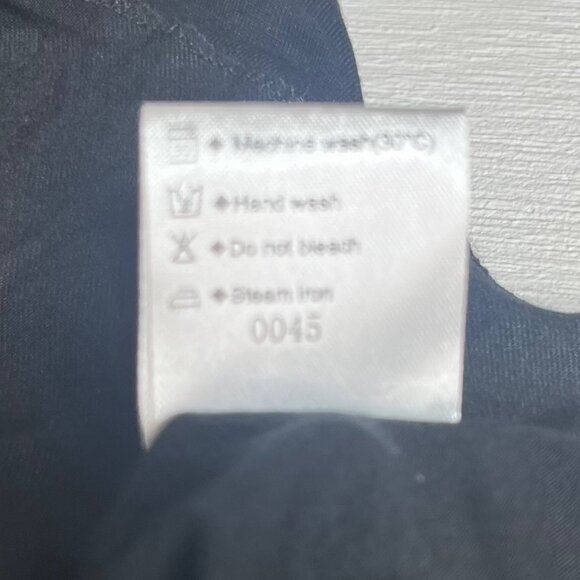 Machine wash(30°C)
Hand wash
Do not bleach
Steam iron
0045